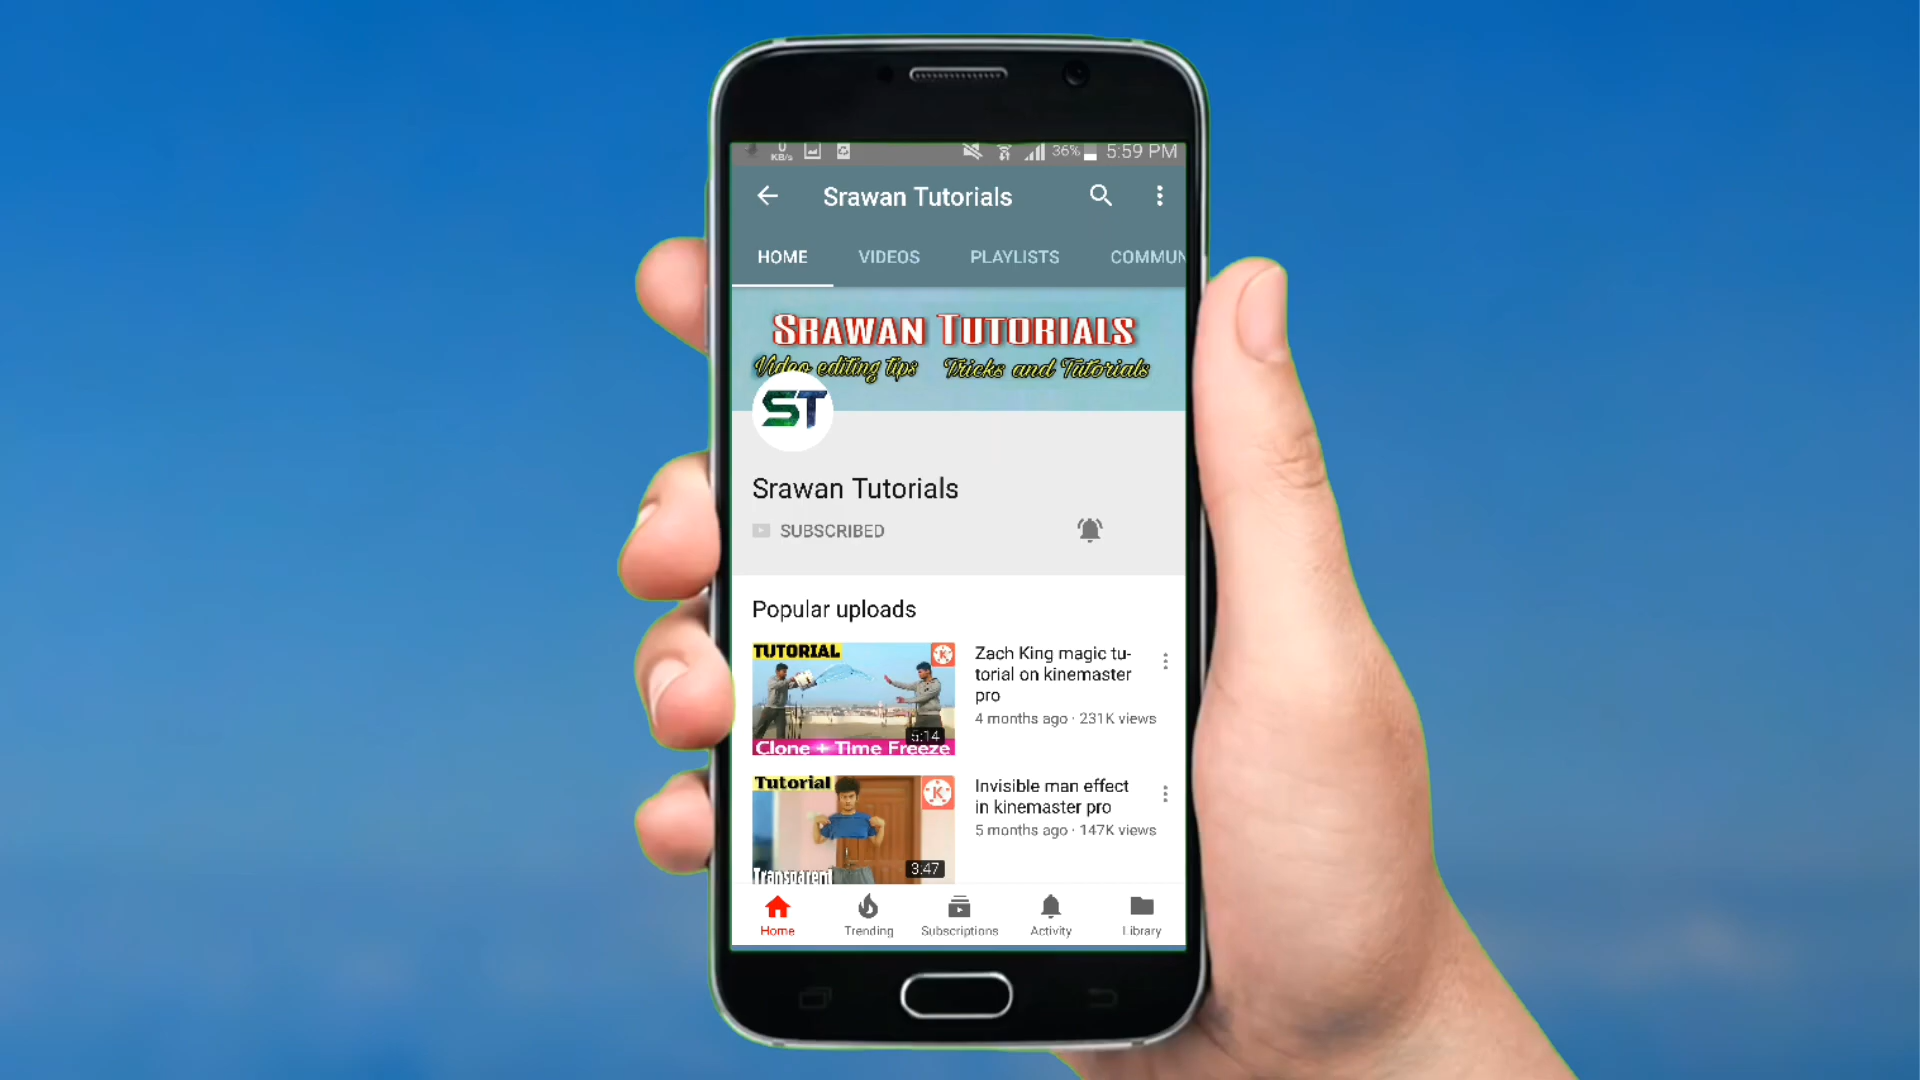 0
KB/s
36%
5:59 PM
Srawan Tutorials
HOME
VIDEOS
PLAYLISTS
COMMUN
SRAWAN TUTORIALS
Video editing tips Tricks and Tutorials
ST
Srawan Tutorials
SUBSCRIBED
Popular uploads
TUTORIAL
K
5:14
Clone + Time Freeze
Zach King magic tu-
torial on kinemaster
pro
4 months ago · 231K views
Tutorial
K
3:47
Transparent
Invisible man effect
in kinemaster pro
5 months ago · 147K views
Home
Trending
Subscriptions
Activity
Library